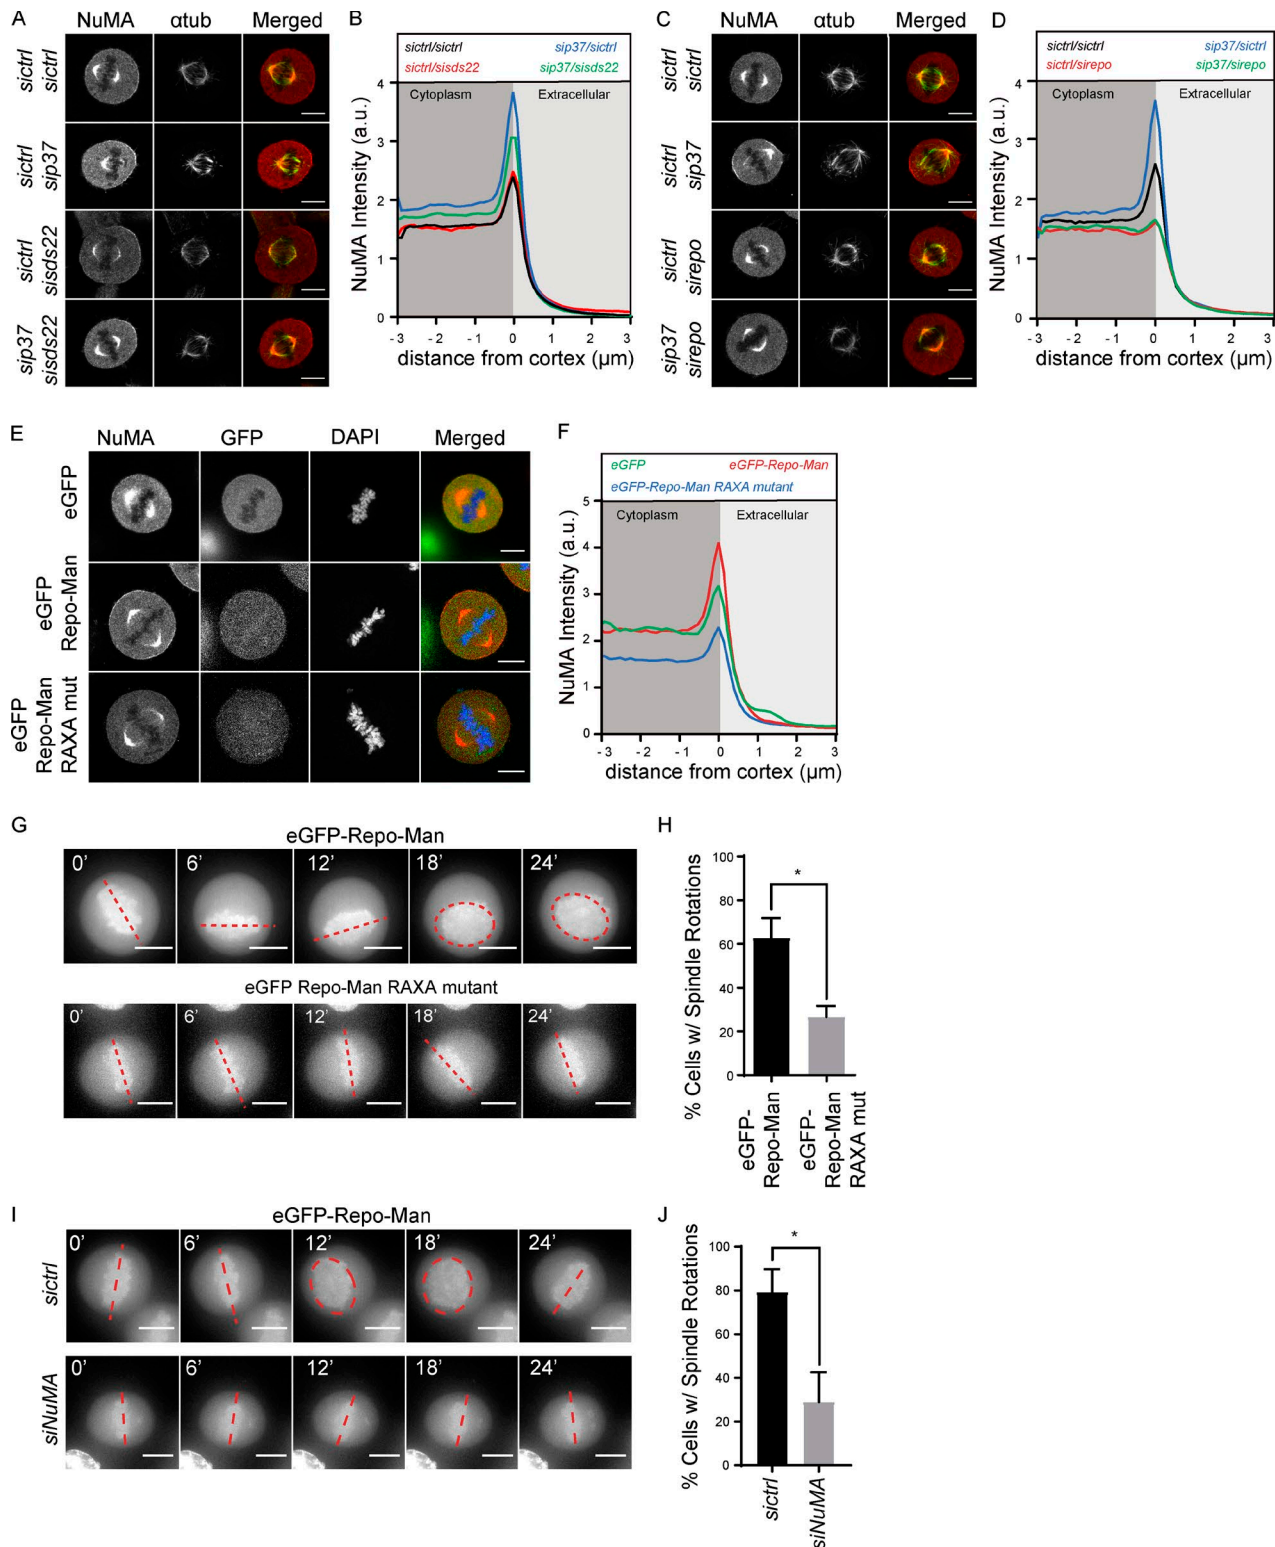 A
NuMA
αtub
Merged
sictrl
sictrl
sictrl
sip37
sictrl
sisds22
sip37
sisds22
B
sictrl/sictrl
sip37/sictrl
sictrl/sisds22
sip37/sisds22
Cytoplasm
Extracellular
4
3
2
1
0
NuMA Intensity (a.u.)
-3 -2 -1 0 1 2 3
distance from cortex (µm)
C
NuMA
αtub
Merged
sictrl
sictrl
sictrl
sip37
sictrl
sirepo
sip37
sirepo
D
sictrl/sictrl
sip37/sictrl
sictrl/sirepo
sip37/sirepo
Cytoplasm
Extracellular
4
3
2
1
0
NuMA Intensity (a.u.)
-3 -2 -1 0 1 2 3
distance from cortex (µm)
E
NuMA
GFP
DAPI
Merged
eGFP
eGFP
Repo-Man
eGFP
Repo-Man
RAXA mut
F
eGFP
eGFP-Repo-Man
eGFP-Repo-Man RAXA mutant
Cytoplasm
Extracellular
5
4
3
2
1
0
NuMA Intensity (a.u.)
-3 -2 -1 0 1 2 3
distance from cortex (µm)
G
eGFP-Repo-Man
0’ 6’ 12’ 18’ 24’
eGFP Repo-Man RAXA mutant
0’ 6’ 12’ 18’ 24’
H
*
100
80
60
40
20
0
% Cells w/ Spindle Rotations
eGFP-
Repo-Man
eGFP-
Repo-Man
RAXA mut
I
eGFP-Repo-Man
sictrl
0’ 6’ 12’ 18’ 24’
siNuMA
0’ 6’ 12’ 18’ 24’
J
*
100
80
60
40
20
0
% Cells w/ Spindle Rotations
sictrl
siNuMA